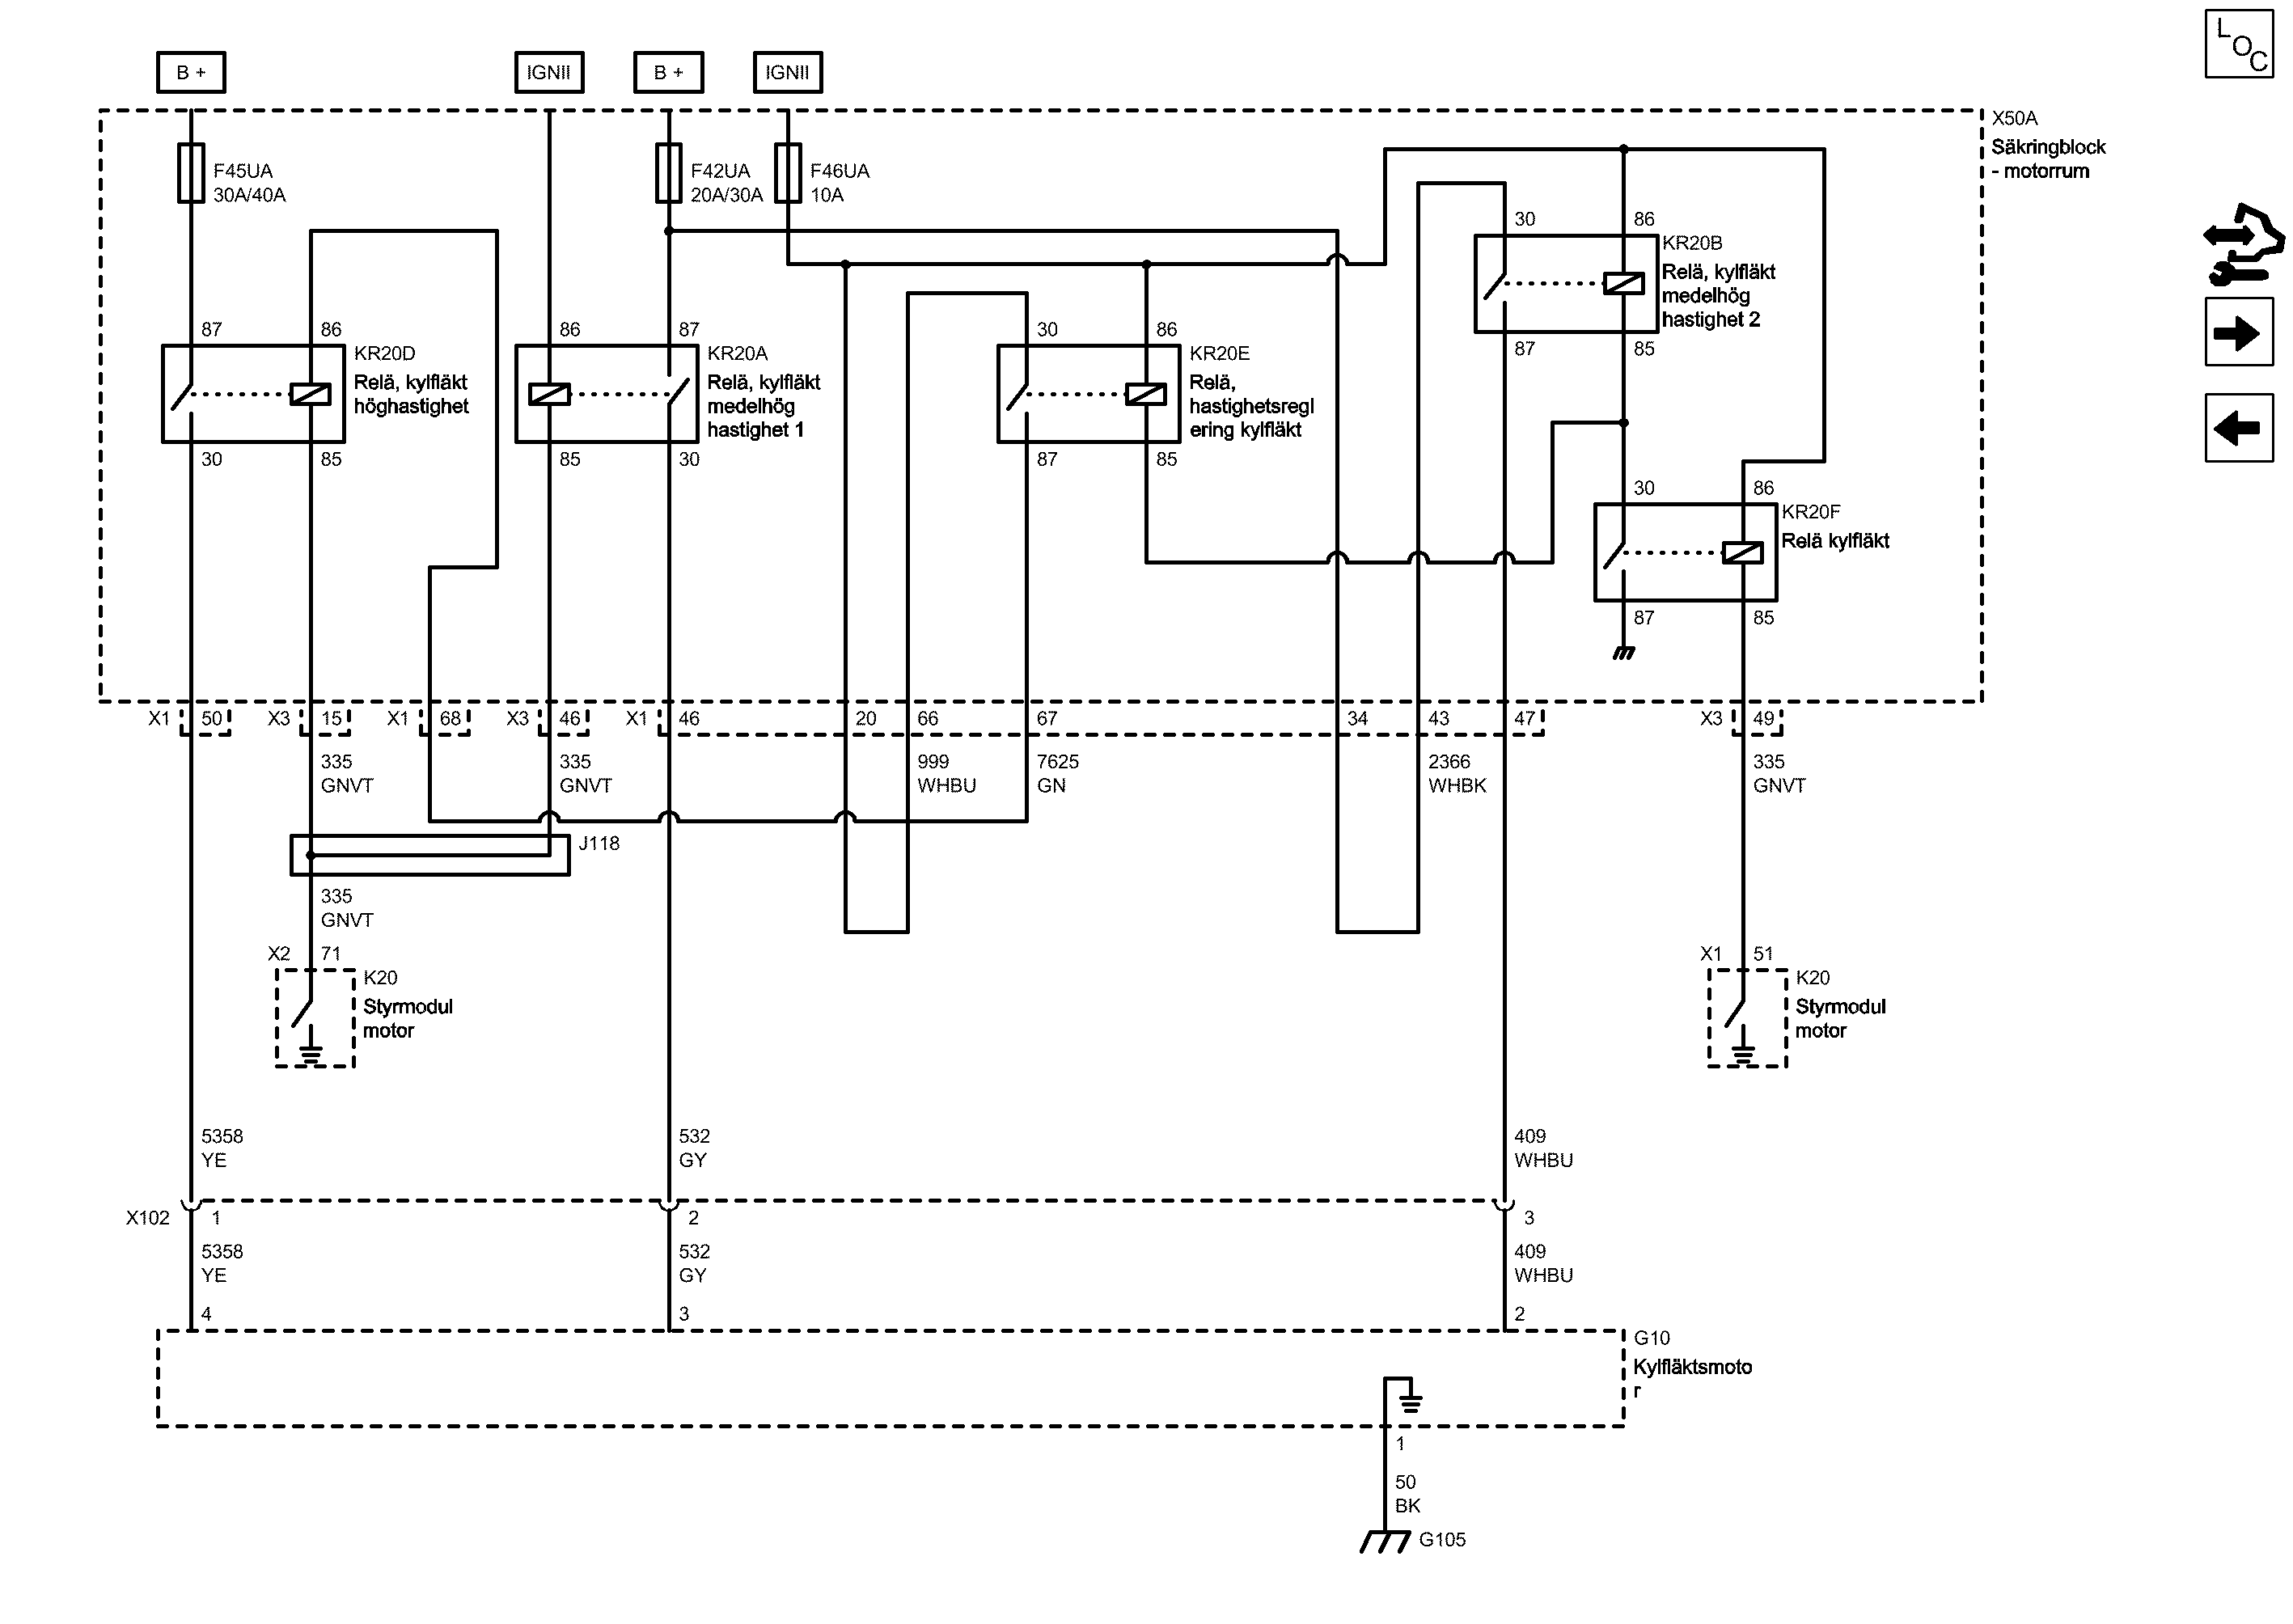 LOC
B +
IGNII
B +
IGNII
X50A
Säkringblock
- motorrum
F45UA
30A/40A
F42UA
20A/30A
F46UA
10A
30
86
KR20B
Relä, kylfläkt
medelhög
hastighet 2
87
85
87
86
KR20D
Relä, kylfläkt
höghastighet
30
85
86
87
KR20A
Relä, kylfläkt
medelhög
hastighet 1
85
30
30
86
KR20E
Relä,
hastighetsregl
ering kylfläkt
87
85
30
86
KR20F
Relä kylfläkt
87
85
X1
50
X3
15
X1
68
X3
46
X1
46
20
66
67
34
43
47
X3
49
335
GNVT
335
GNVT
999
WHBU
7625
GN
2366
WHBK
335
GNVT
J118
335
GNVT
X2
71
K20
Styrmodul
motor
X1
51
K20
Styrmodul
motor
5358
YE
532
GY
409
WHBU
X102
1
2
3
5358
YE
532
GY
409
WHBU
4
3
2
G10
Kylfläktsmoto
r
1
50
BK
G105